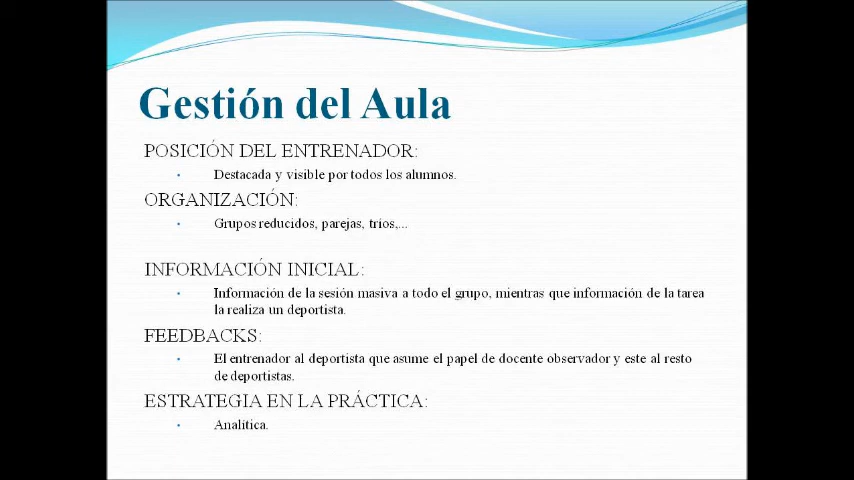 Gestión del Aula
POSICIÓN DEL ENTRENADOR:
• Destacada y visible por todos los alumnos.
ORGANIZACIÓN:
• Grupos reducidos, parejas, tríos,...
INFORMACIÓN INICIAL:
• Información de la sesión masiva a todo el grupo, mientras que información de la tarea
la realiza un deportista.
FEEDBACKS:
• El entrenador al deportista que asume el papel de docente observador y este al resto
de deportistas.
ESTRATEGIA EN LA PRÁCTICA:
• Analitica.